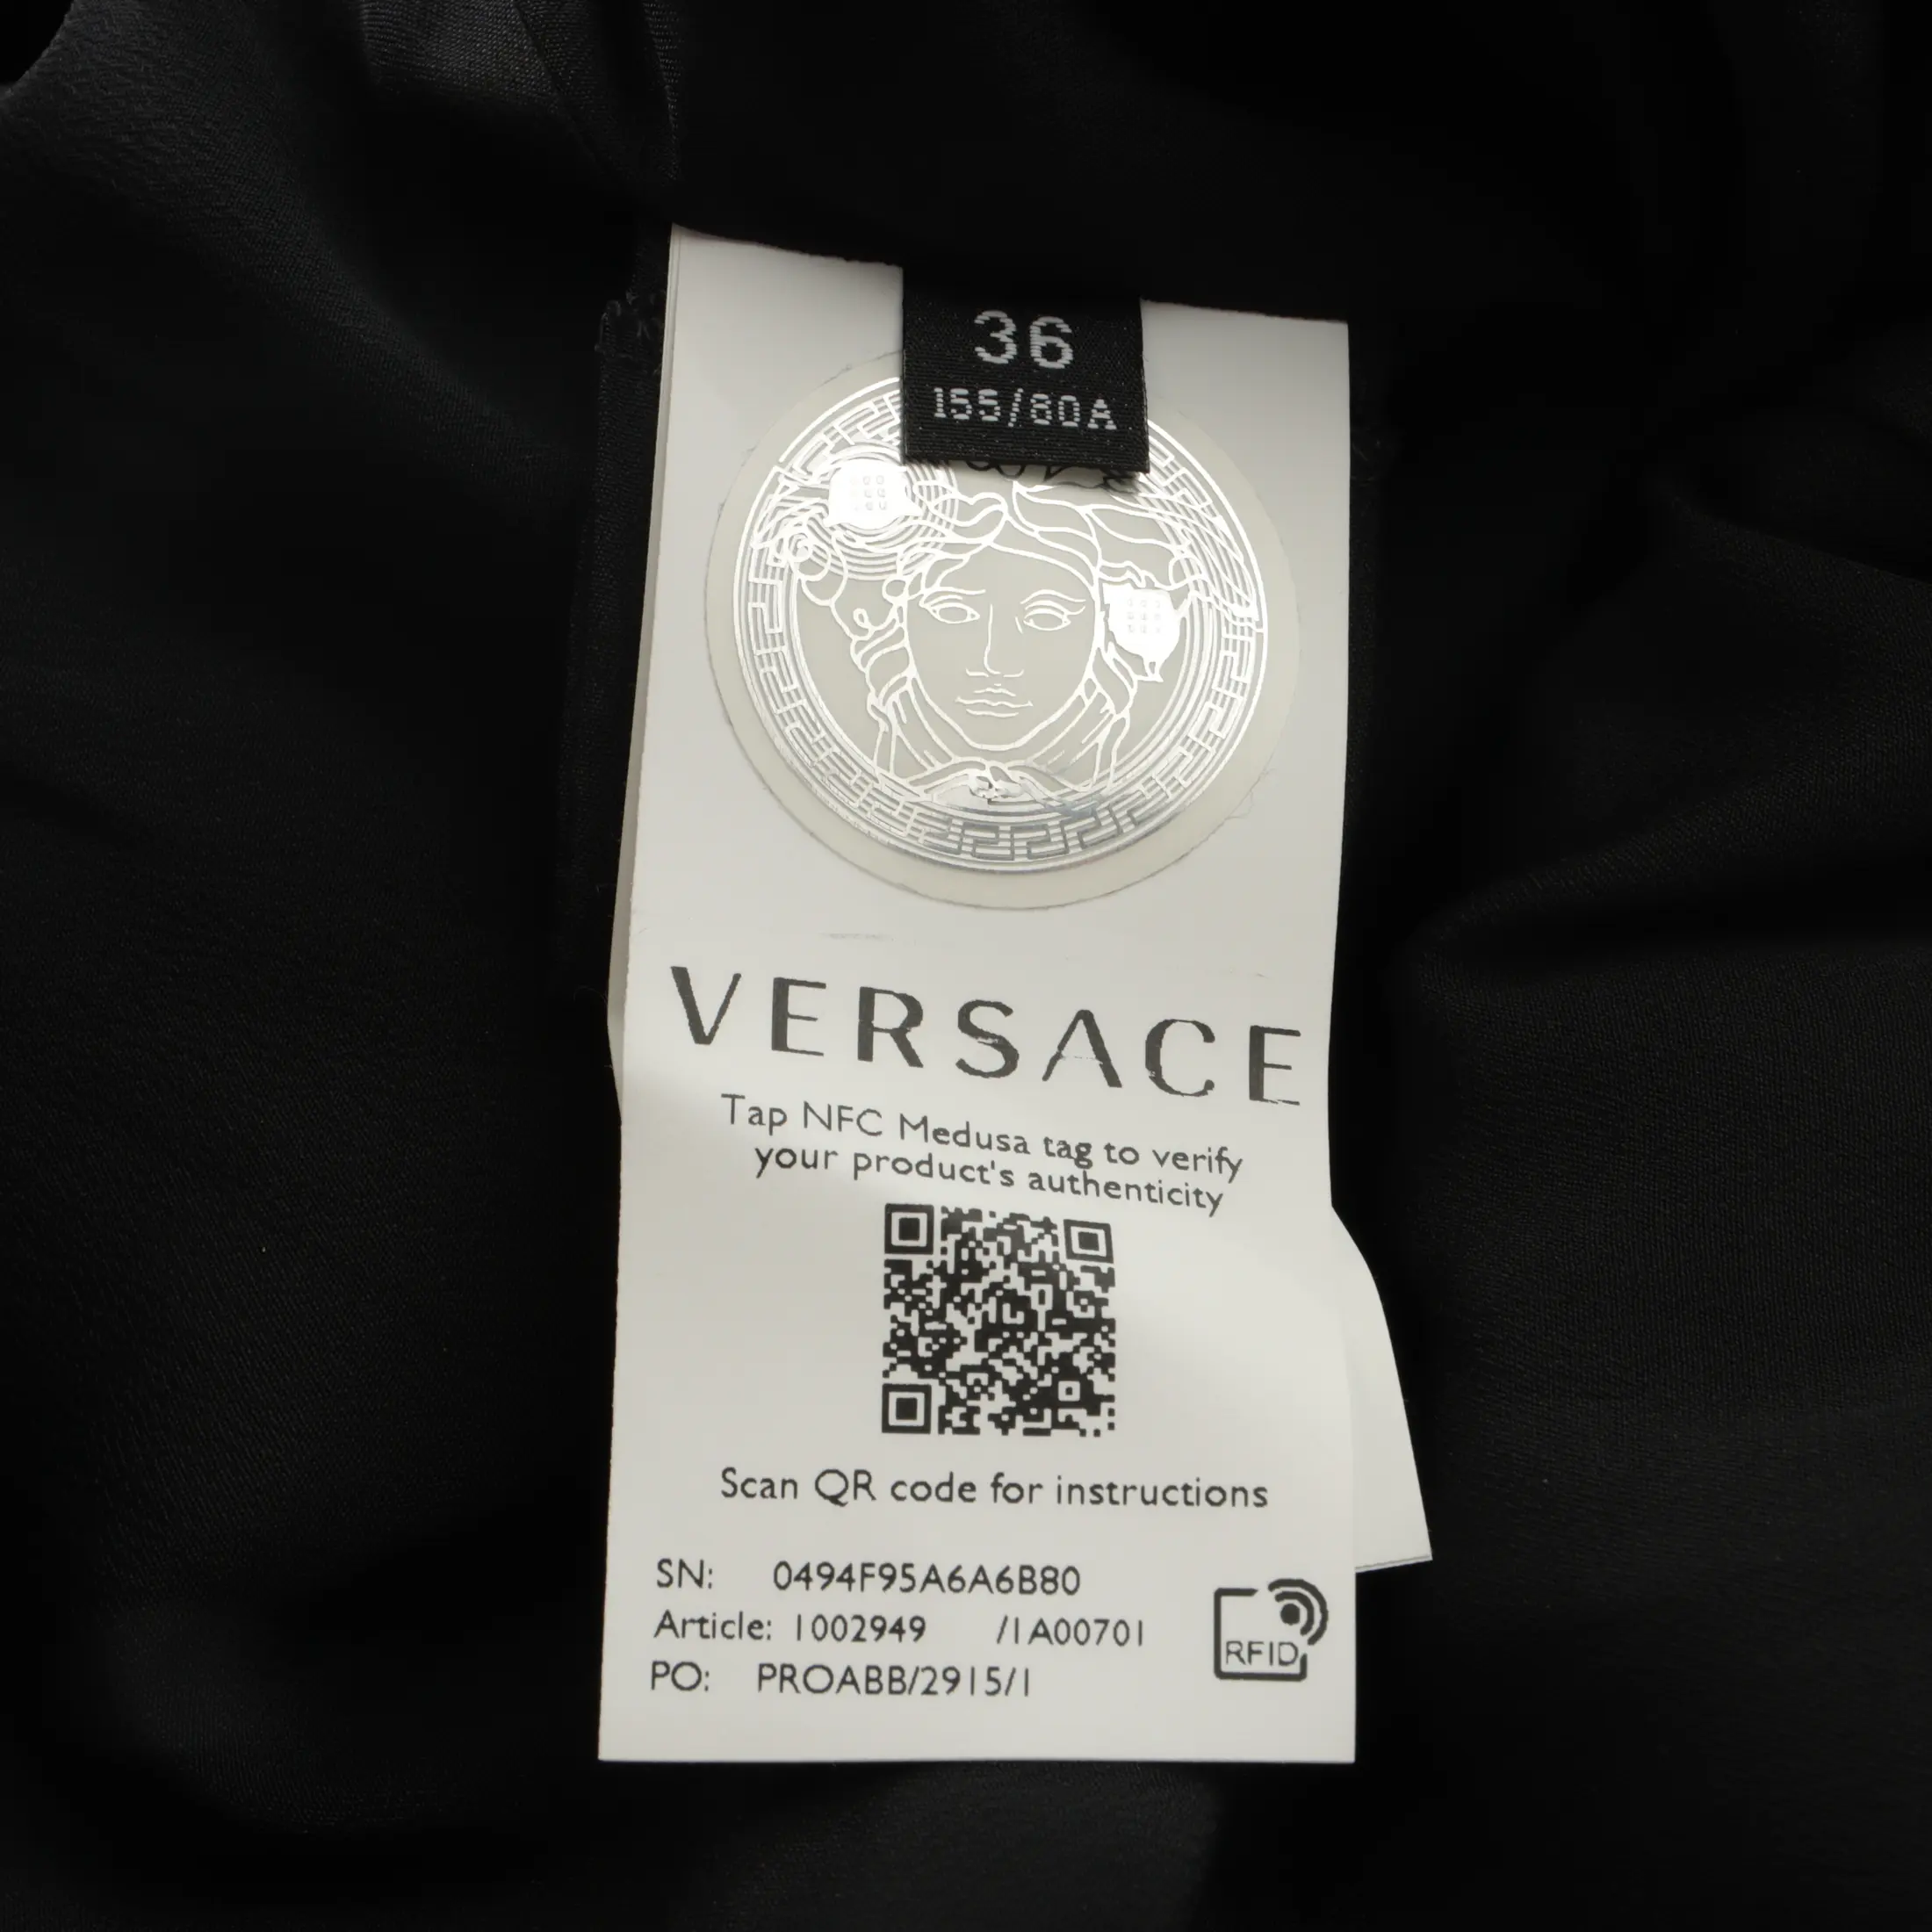 36
155/80A
VERSACE
Tap NFC Medusa tag to verify
your product's authenticity
Scan QR code for instructions
SN: 0494F95A6A6B80
Article: 1002949 /1A00701
PO: PROABB/2915/1
RFID